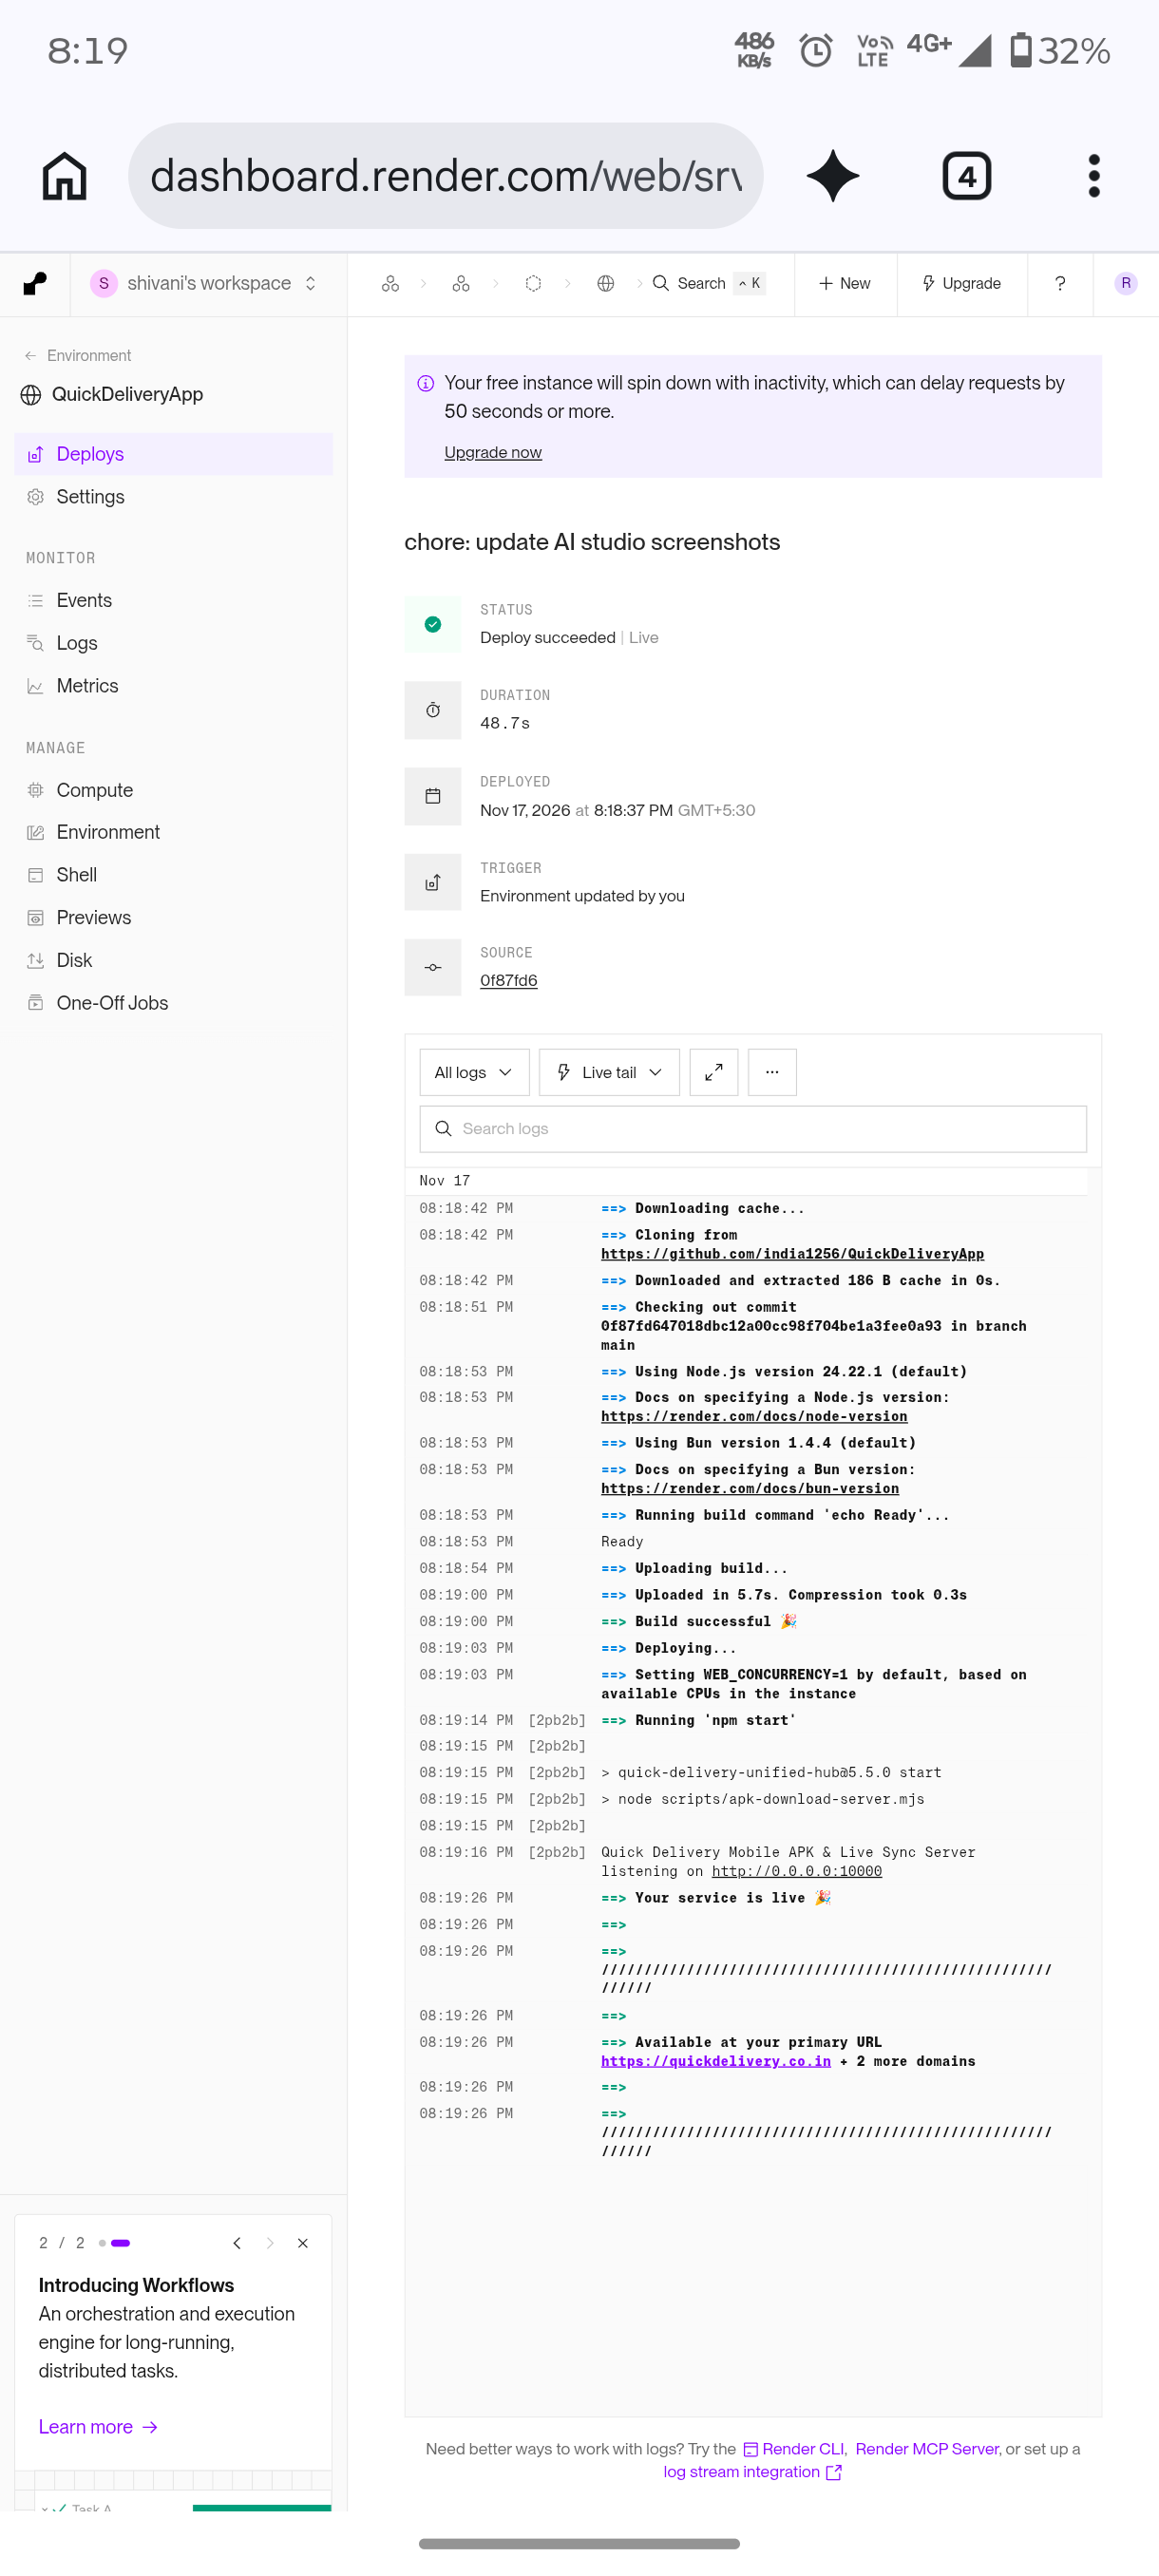 8:19
486 KB/s
Vo LTE
4G+
32%
dashboard.render.com/web/srv
4
S shivani's workspace
Search ^ K
+ New
Upgrade
?
R
← Environment
QuickDeliveryApp
Deploys
Settings
MONITOR
Events
Logs
Metrics
MANAGE
Compute
Environment
Shell
Previews
Disk
One-Off Jobs
Your free instance will spin down with inactivity, which can delay requests by
50 seconds or more.
Upgrade now
chore: update AI studio screenshots
STATUS
Deploy succeeded | Live
DURATION
48.7s
DEPLOYED
Nov 17, 2026 at 8:18:37 PM GMT+5:30
TRIGGER
Environment updated by you
SOURCE
0f87fd6
All logs
Live tail
...
Search logs
Nov 17
08:18:42 PM ==> Downloading cache...
08:18:42 PM ==> Cloning from
https://github.com/india1256/QuickDeliveryApp
08:18:42 PM ==> Downloaded and extracted 186 B cache in 0s.
08:18:51 PM ==> Checking out commit
0f87fd647018dbc12a00cc98f704be1a3fee0a93 in branch
main
08:18:53 PM ==> Using Node.js version 24.22.1 (default)
08:18:53 PM ==> Docs on specifying a Node.js version:
https://render.com/docs/node-version
08:18:53 PM ==> Using Bun version 1.4.4 (default)
08:18:53 PM ==> Docs on specifying a Bun version:
https://render.com/docs/bun-version
08:18:53 PM ==> Running build command 'echo Ready'...
08:18:53 PM Ready
08:18:54 PM ==> Uploading build...
08:19:00 PM ==> Uploaded in 5.7s. Compression took 0.3s
08:19:00 PM ==> Build successful 🎉
08:19:03 PM ==> Deploying...
08:19:03 PM ==> Setting WEB_CONCURRENCY=1 by default, based on
available CPUs in the instance
08:19:14 PM [2pb2b] ==> Running 'npm start'
08:19:15 PM [2pb2b]
08:19:15 PM [2pb2b] > quick-delivery-unified-hub@5.5.0 start
08:19:15 PM [2pb2b] > node scripts/apk-download-server.mjs
08:19:15 PM [2pb2b]
08:19:16 PM [2pb2b] Quick Delivery Mobile APK & Live Sync Server
listening on http://0.0.0.0:10000
08:19:26 PM ==> Your service is live 🎉
08:19:26 PM ==>
08:19:26 PM ==>
/////////////////////////////////////////////////////
//////
08:19:26 PM ==>
08:19:26 PM ==> Available at your primary URL
https://quickdelivery.co.in + 2 more domains
08:19:26 PM ==>
08:19:26 PM ==>
/////////////////////////////////////////////////////
//////
2 / 2
Introducing Workflows
An orchestration and execution
engine for long-running,
distributed tasks.
Learn more →
Task A
Need better ways to work with logs? Try the Render CLI, Render MCP Server, or set up a
log stream integration